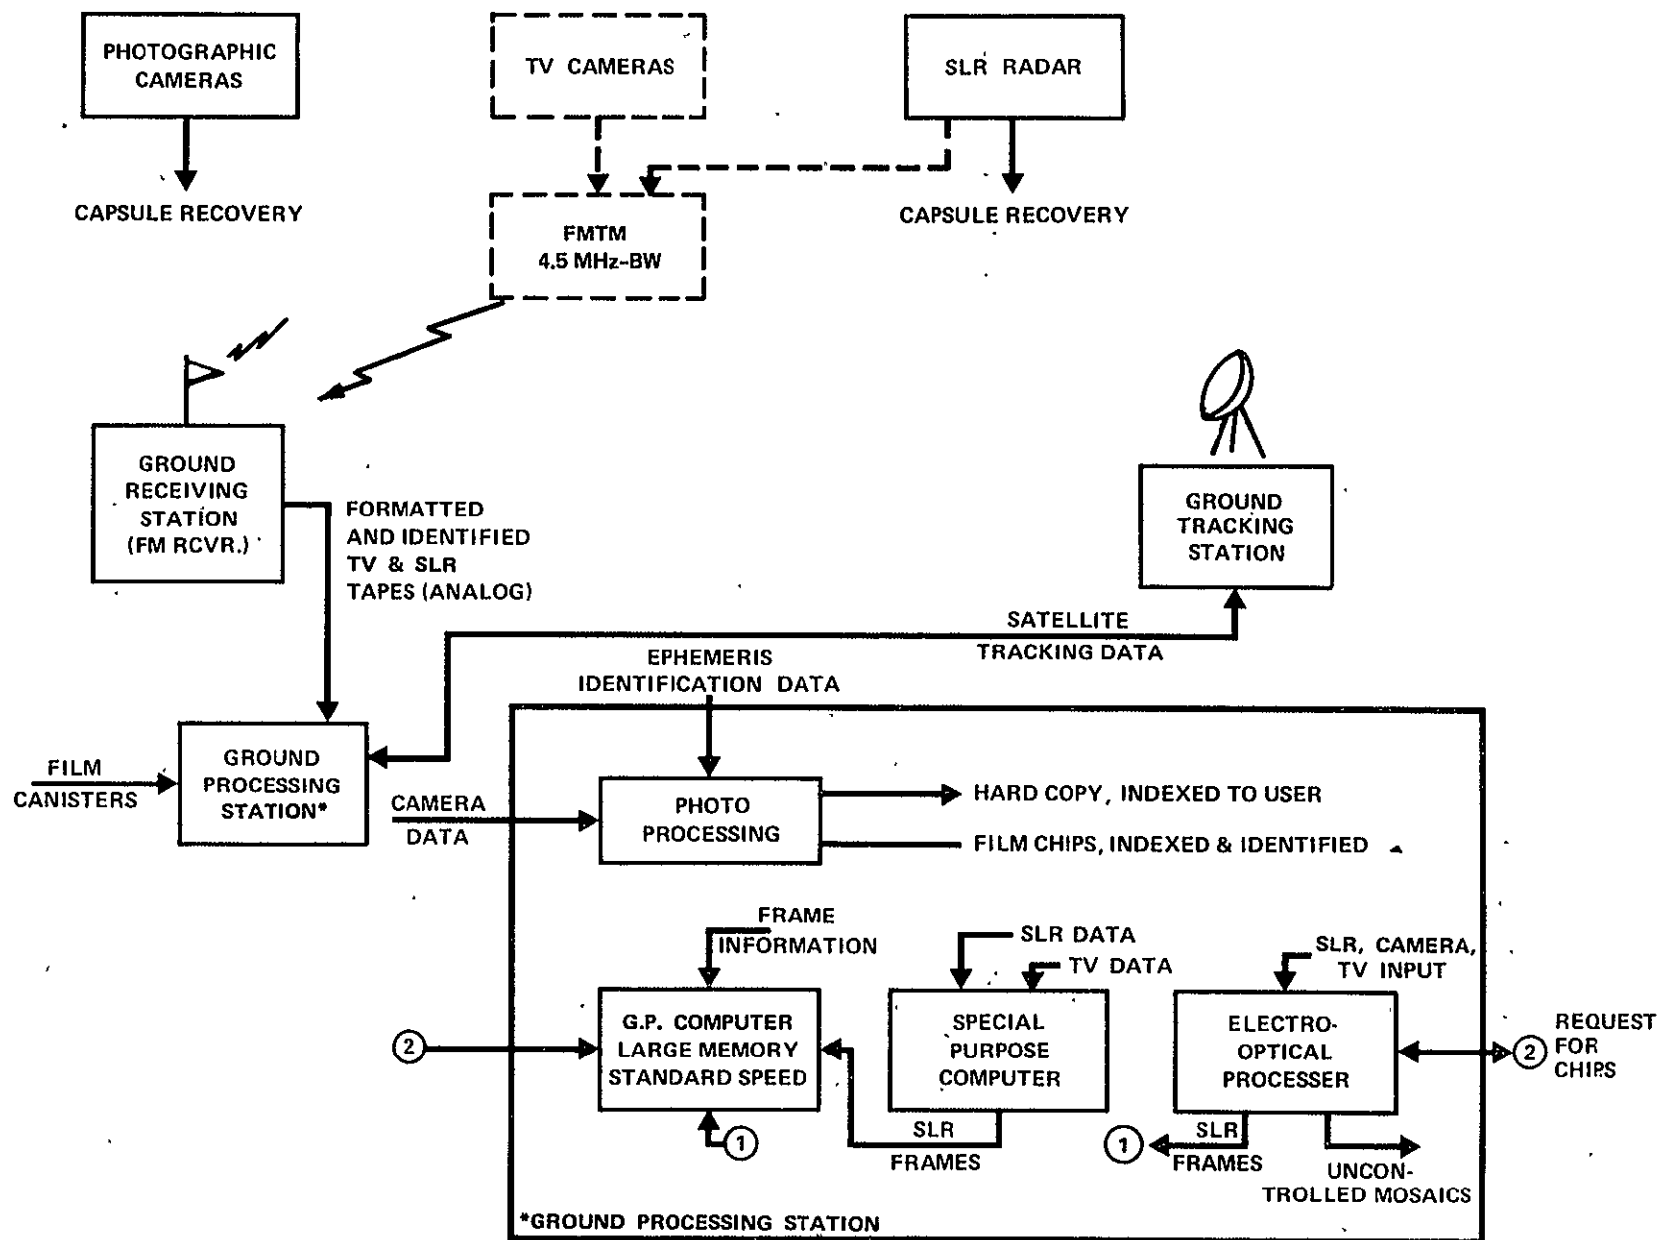 PHOTOGRAPHIC
CAMERAS
TV CAMERAS
SLR RADAR
CAPSULE RECOVERY
FMTM
4.5 MHz-BW
CAPSULE RECOVERY
GROUND
RECEIVING
STATION
(FM RCVR.)
FORMATTED
AND IDENTIFIED
TV & SLR
TAPES (ANALOG)
GROUND
TRACKING
STATION
SATELLITE
TRACKING DATA
EPHEMERIS
IDENTIFICATION DATA
FILM
CANISTERS
GROUND
PROCESSING
STATION*
CAMERA
DATA
PHOTO
PROCESSING
HARD COPY, INDEXED TO USER
FILM CHIPS, INDEXED & IDENTIFIED
FRAME
INFORMATION
SLR DATA
TV DATA
SLR, CAMERA,
TV INPUT
2
G.P. COMPUTER
LARGE MEMORY
STANDARD SPEED
SPECIAL
PURPOSE
COMPUTER
ELECTRO-
OPTICAL
PROCESSER
2
REQUEST
FOR
CHIPS
1
SLR
FRAMES
1
SLR
FRAMES
UNCON-
TROLLED MOSAICS
*GROUND PROCESSING STATION